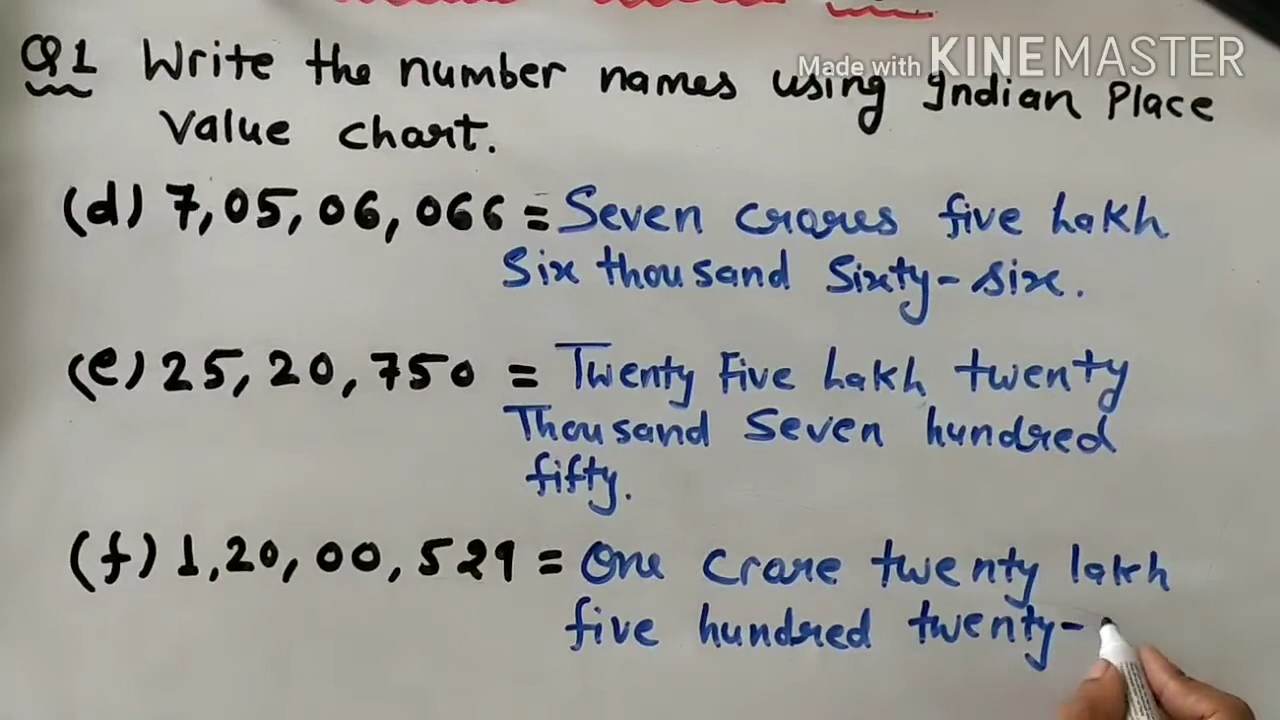 Made with KINEMASTER
Q1 Write the number names using Indian Place
Value chart.
(d) 7,05,06,066 = Seven crores five lakh
Six thousand Sixty-six.
(e) 25,20,750 = Twenty Five lakh twenty
Thousand Seven hundred
fifty.
(f) 1,20,00,529 = One Crore twenty lakh
five hundred twenty-